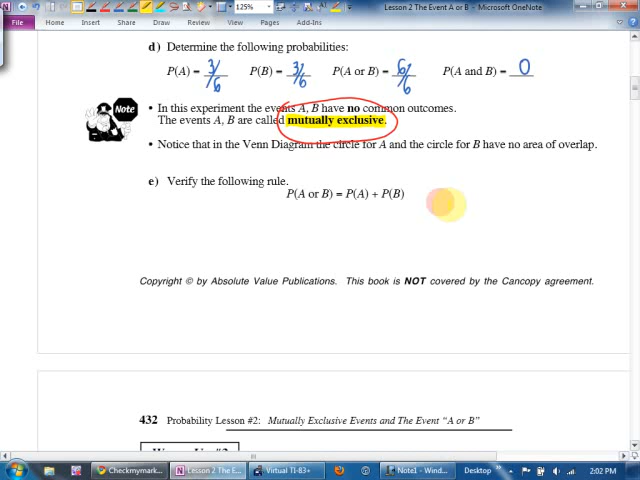 Lesson 2 The Event A or B - Microsoft OneNote
File Home Insert Share Draw Review View Add-Ins
125%
d) Determine the following probabilities:
P(A) = 3/6 P(B) = 3/6 P(A or B) = 6/6 P(A and B) = 0
Note
• In this experiment the events A, B have no common outcomes.
The events A, B are called mutually exclusive.
• Notice that in the Venn Diagram the circle for A and the circle for B have no area of overlap.
e) Verify the following rule.
P(A or B) = P(A) + P(B)
Copyright © by Absolute Value Publications. This book is NOT covered by the Cancopy agreement.
432 Probability Lesson #2: Mutually Exclusive Events and The Event "A or B"
Checkmymark... Lesson 2 The E... Virtual TI-83+ Note1 - Wind... Desktop 2:02 PM